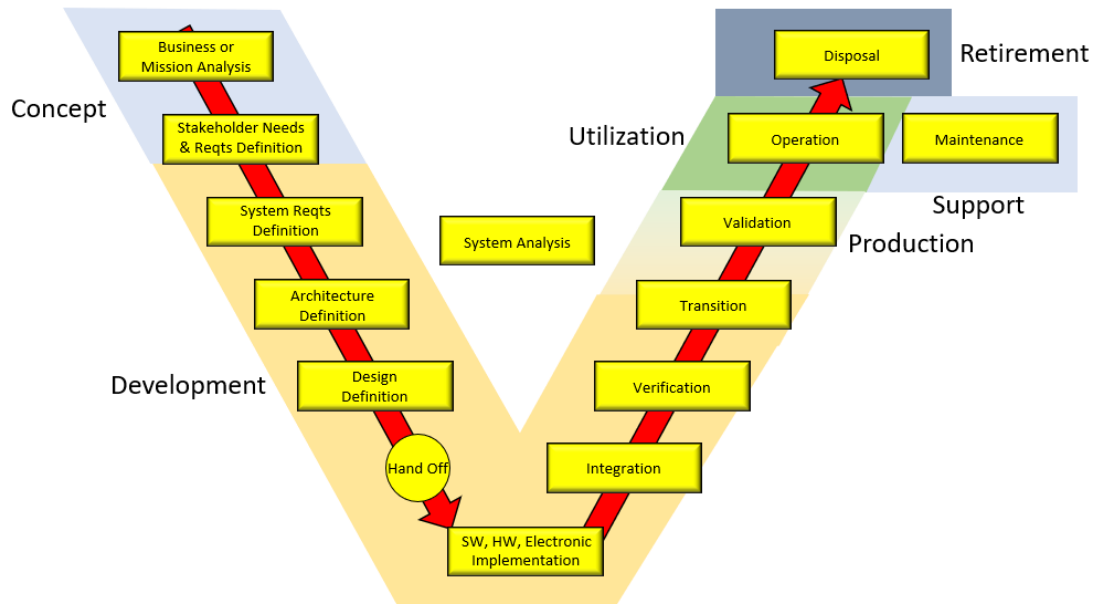 Business or
Mission Analysis
Concept
Stakeholder Needs
& Reqts Definition
System Reqts
Definition
Architecture
Definition
Development
Design
Definition
Hand Off
SW, HW, Electronic
Implementation
System Analysis
Integration
Verification
Transition
Validation
Production
Utilization
Operation
Maintenance
Support
Disposal
Retirement